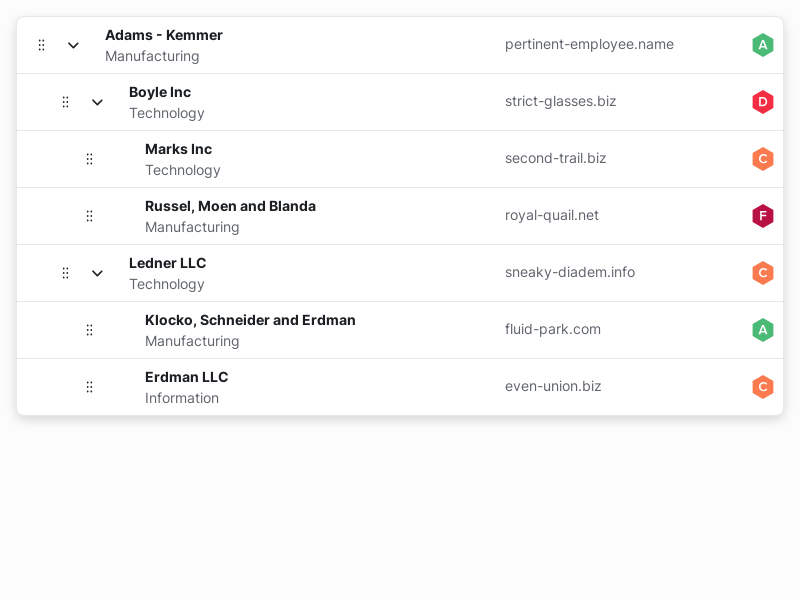 Adams - Kemmer
Manufacturing
pertinent-employee.name
A
Boyle Inc
Technology
strict-glasses.biz
D
Marks Inc
Technology
second-trail.biz
C
Russel, Moen and Blanda
Manufacturing
royal-quail.net
F
Ledner LLC
Technology
sneaky-diadem.info
C
Klocko, Schneider and Erdman
Manufacturing
fluid-park.com
A
Erdman LLC
Information
even-union.biz
C